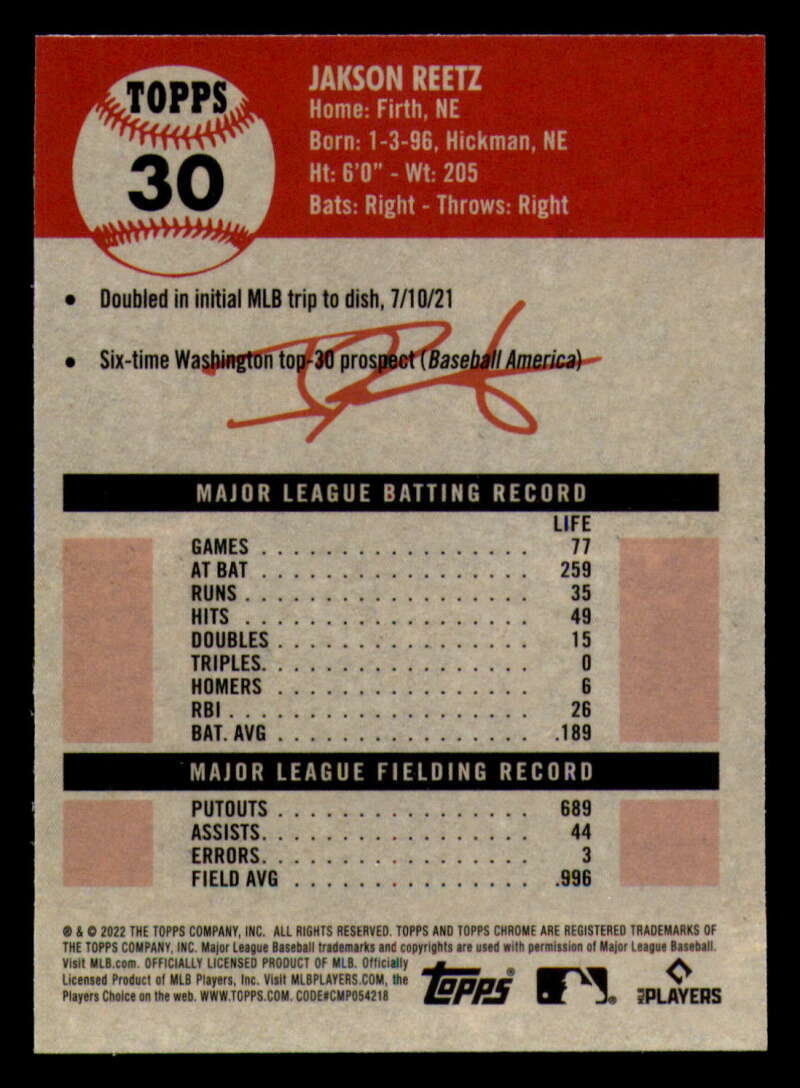 TOPPS
30
JAKSON REETZ
Home: Firth, NE
Born: 1-3-96, Hickman, NE
Ht: 6'0" - Wt: 205
Bats: Right - Throws: Right
• Doubled in initial MLB trip to dish, 7/10/21
• Six-time Washington top-30 prospect (Baseball America)
MAJOR LEAGUE BATTING RECORD
LIFE
GAMES . . . . . . . . . . . . . . . . . 77
AT BAT . . . . . . . . . . . . . . . . . 259
RUNS . . . . . . . . . . . . . . . . . . 35
HITS . . . . . . . . . . . . . . . . . . 49
DOUBLES . . . . . . . . . . . . . . . . 15
TRIPLES. . . . . . . . . . . . . . . . . 0
HOMERS . . . . . . . . . . . . . . . . 6
RBI . . . . . . . . . . . . . . . . . . . 26
BAT. AVG . . . . . . . . . . . . . . . . .189
MAJOR LEAGUE FIELDING RECORD
PUTOUTS . . . . . . . . . . . . . . . . 689
ASSISTS. . . . . . . . . . . . . . . . . 44
ERRORS. . . . . . . . . . . . . . . . . 3
FIELD AVG . . . . . . . . . . . . . . . .996
® & © 2022 THE TOPPS COMPANY, INC. ALL RIGHTS RESERVED. TOPPS AND TOPPS CHROME ARE REGISTERED TRADEMARKS OF
THE TOPPS COMPANY, INC. Major League Baseball trademarks and copyrights are used with permission of Major League Baseball.
Visit MLB.com. OFFICIALLY LICENSED PRODUCT OF MLB. Officially
Licensed Product of MLB Players, Inc. Visit MLBPLAYERS.COM, the
Players Choice on the web. WWW.TOPPS.COM. CODE#CMP054218
Topps®
MLB PLAYERS